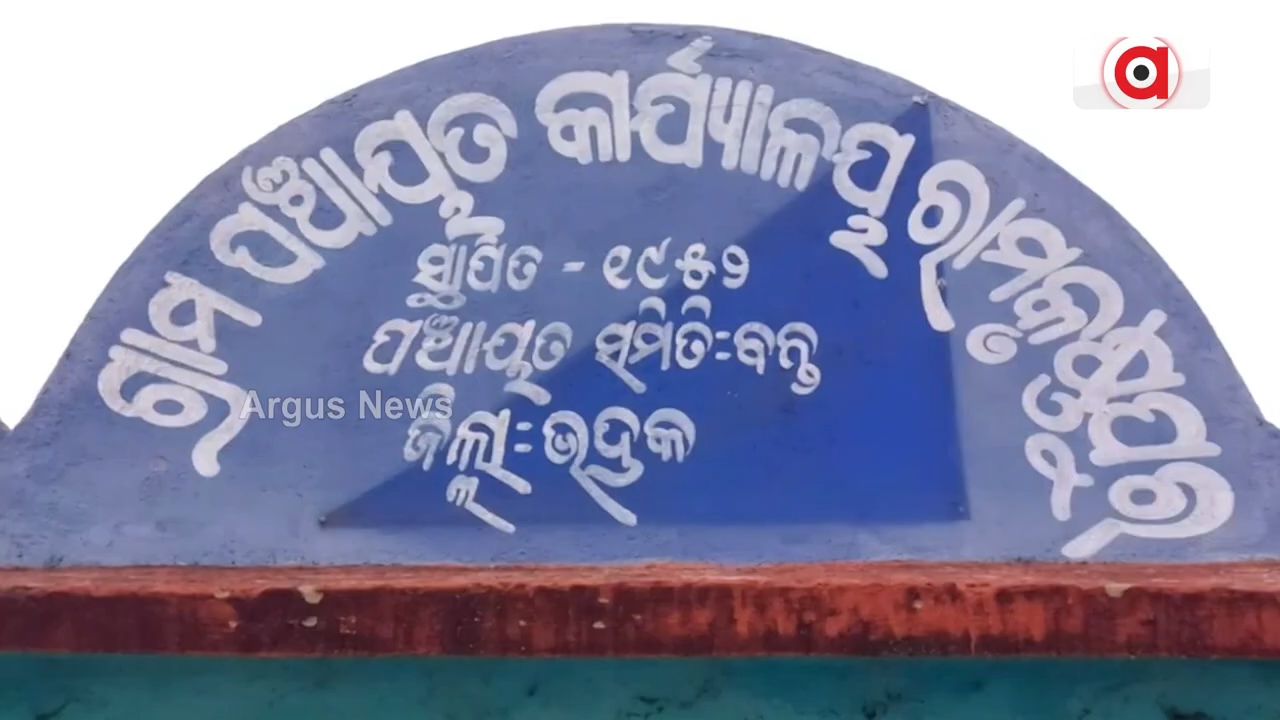 ଗ୍ରାମ ପଞ୍ଚାୟତ କାର୍ଯ୍ୟାଳୟ ରାମକୃଷ୍ଣପୁର
ସ୍ଥାପିତ - ୧୯୫୨
ପଞ୍ଚାୟତ ସମିତି:ବନ୍ତ
ଜିଲ୍ଲା:ଭଦ୍ରକ
Argus News